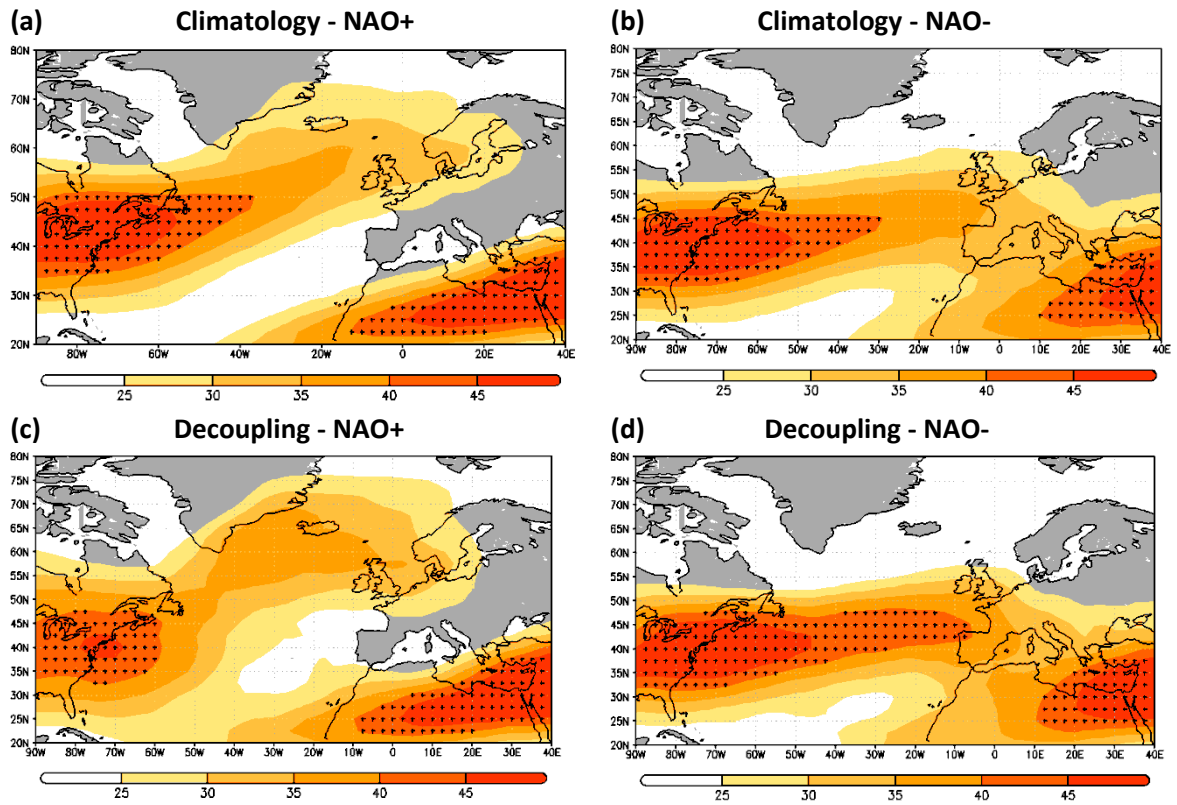 (a) Climatology - NAO+
80N
70N
60N
50N
40N
30N
20N
80W 60W 40W 20W 0 20E 40E
25 30 35 40 45
(b) Climatology - NAO-
80N
75N
70N
65N
60N
55N
50N
45N
40N
35N
30N
25N
20N
90W 80W 70W 60W 50W 40W 30W 20W 10W 0 10E 20E 30E 40E
25 30 35 40 45
(c) Decoupling - NAO+
80N
75N
70N
65N
60N
55N
50N
45N
40N
35N
30N
25N
20N
90W 80W 70W 60W 50W 40W 30W 20W 10W 0 10E 20E 30E 40E
25 30 35 40 45
(d) Decoupling - NAO-
80N
75N
70N
65N
60N
55N
50N
45N
40N
35N
30N
25N
20N
90W 80W 70W 60W 50W 40W 30W 20W 10W 0 10E 20E 30E 40E
25 30 35 40 45